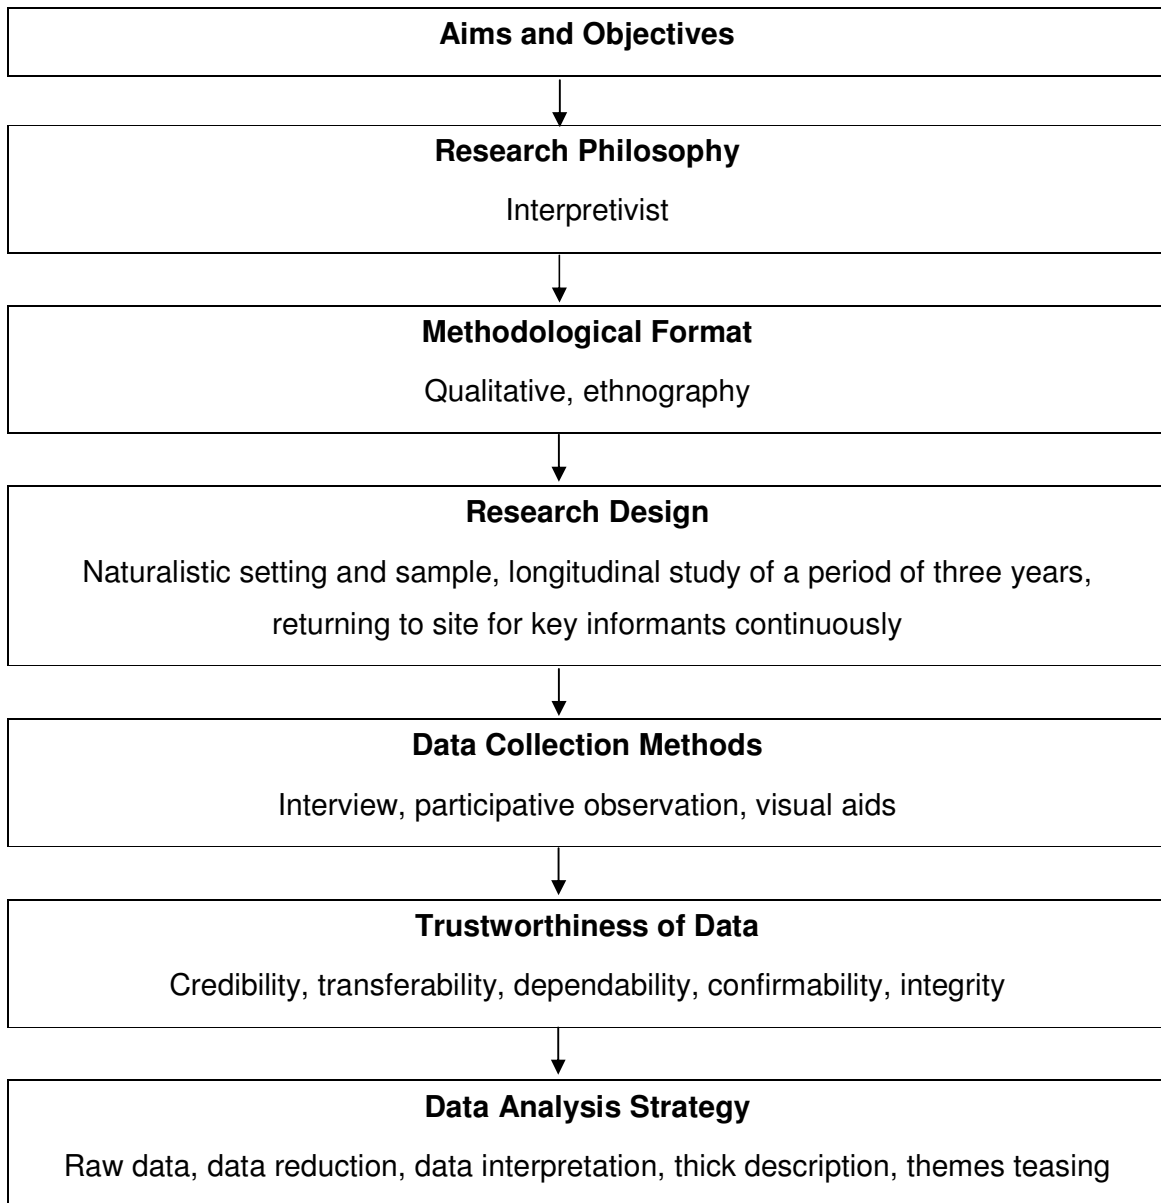 Aims and Objectives
Research Philosophy
Interpretivist
Methodological Format
Qualitative, ethnography
Research Design
Naturalistic setting and sample, longitudinal study of a period of three years,
returning to site for key informants continuously
Data Collection Methods
Interview, participative observation, visual aids
Trustworthiness of Data
Credibility, transferability, dependability, confirmability, integrity
Data Analysis Strategy
Raw data, data reduction, data interpretation, thick description, themes teasing